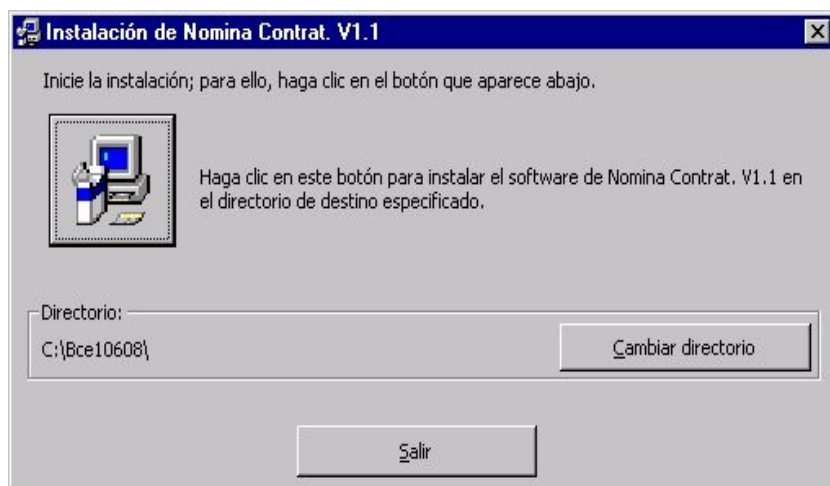 Instalación de Nomina Contrat. V1.1
Inicie la instalación; para ello, haga clic en el botón que aparece abajo.
Haga clic en este botón para instalar el software de Nomina Contrat. V1.1 en
el directorio de destino especificado.
Directorio:
C:\Bce10608\
Cambiar directorio
Salir